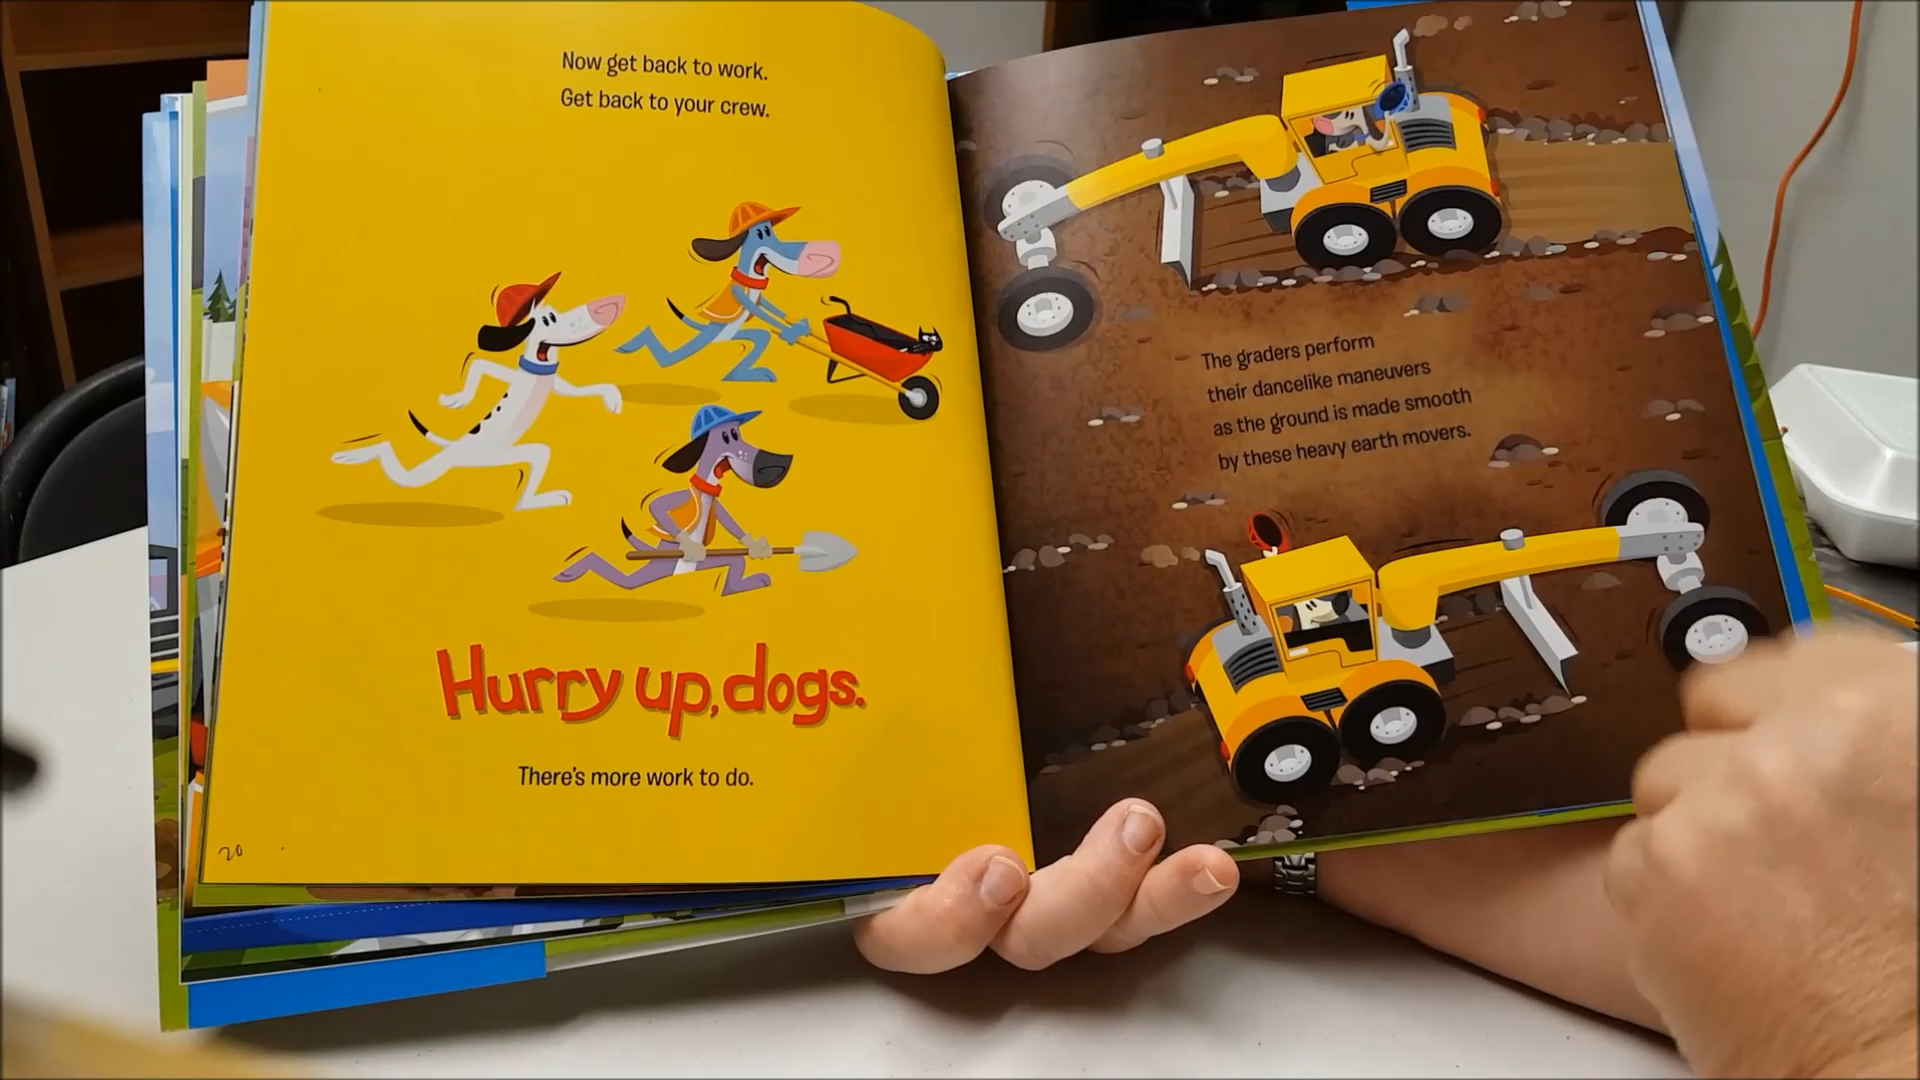 Now get back to work.
Get back to your crew.
Hurry up, dogs.
There's more work to do.
20
The graders perform
their dancelike maneuvers
as the ground is made smooth
by these heavy earth movers.